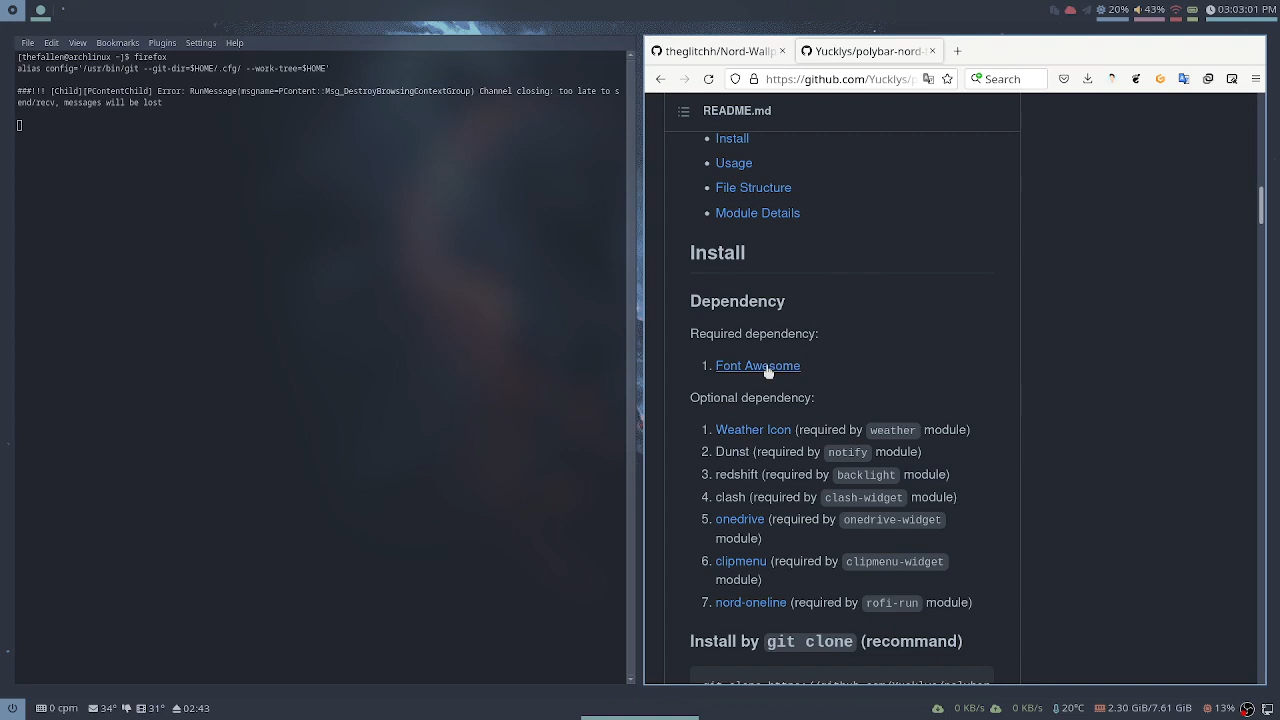 20% 43% 03:03:01 PM
File Edit View Bookmarks Plugins Settings Help
[thefallen@archlinux ~]$ firefox
alias config='/usr/bin/git --git-dir=$HOME/.cfg/ --work-tree=$HOME'
###!!! [Child][PContentChild] Error: RunMessage(msgname=PContent::Msg_DestroyBrowsingContextGroup) Channel closing: too late to s
end/recv, messages will be lost
theglitchh/Nord-Wallp × Yucklys/polybar-nord- × +
https://github.com/Yucklys/p Search
README.md
• Install
• Usage
• File Structure
• Module Details
Install
Dependency
Required dependency:
1. Font Awesome
Optional dependency:
1. Weather Icon (required by weather module)
2. Dunst (required by notify module)
3. redshift (required by backlight module)
4. clash (required by clash-widget module)
5. onedrive (required by onedrive-widget
module)
6. clipmenu (required by clipmenu-widget
module)
7. nord-oneline (required by rofi-run module)
Install by git clone (recommand)
git clone https://github.com/Yucklys/polybar
0 cpm 34° 31° 02:43 0 KB/s 0 KB/s 20°C 2.30 GiB/7.61 GiB 13%